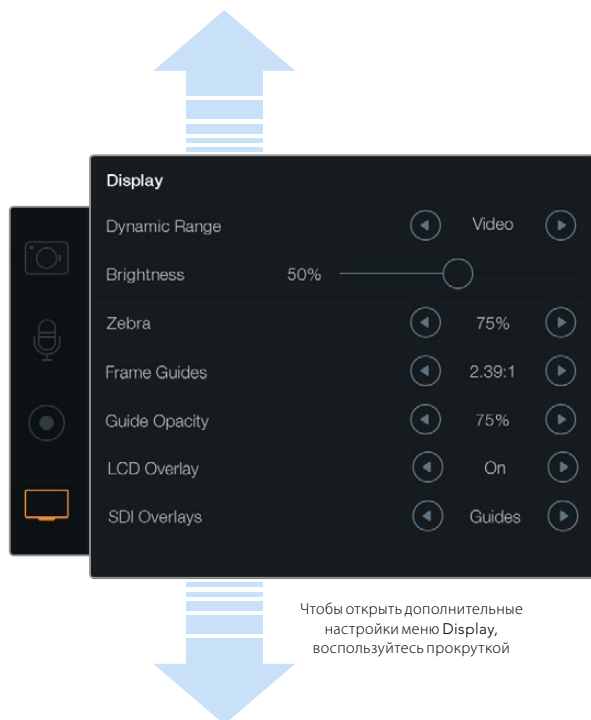 Display
Dynamic Range Video
Brightness 50%
Zebra 75%
Frame Guides 2.39:1
Guide Opacity 75%
LCD Overlay On
SDI Overlays Guides
Чтобы открыть дополнительные
настройки меню Display,
воспользуйтесь прокруткой